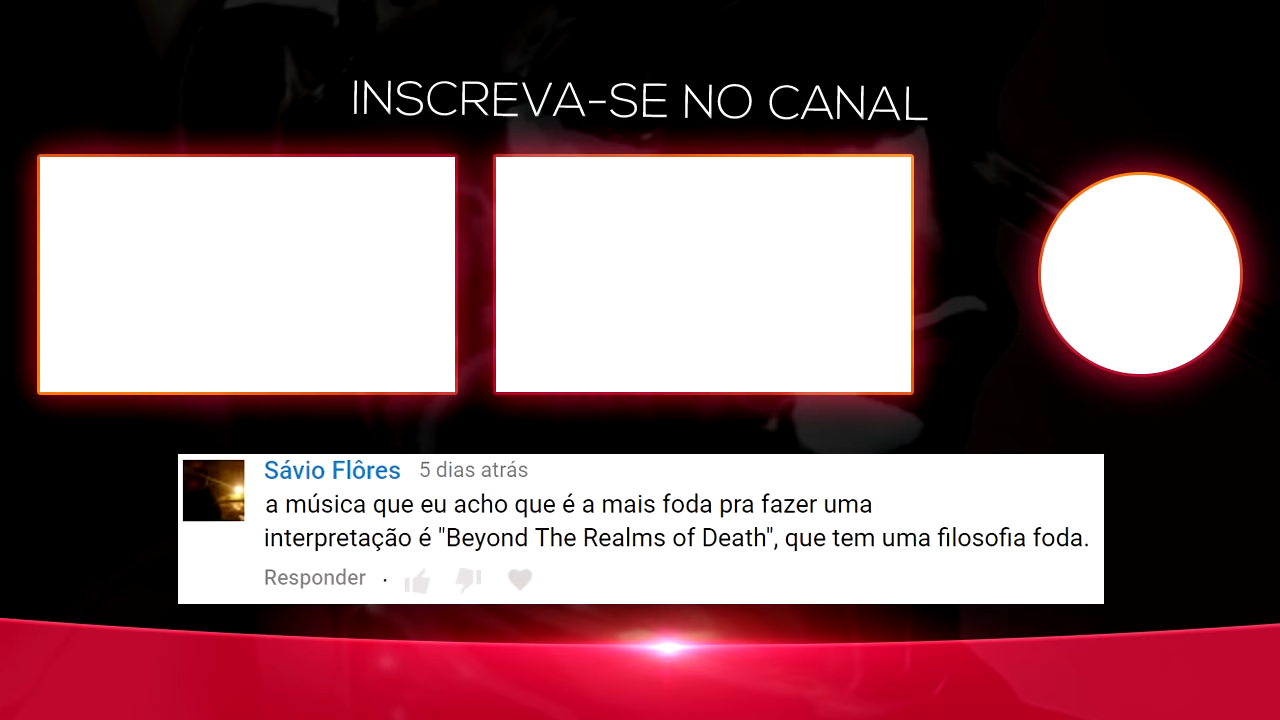 INSCREVA-SE NO CANAL
Sávio Flôres 5 dias atrás
a música que eu acho que é a mais foda pra fazer uma
interpretação é "Beyond The Realms of Death", que tem uma filosofia foda.
Responder ·